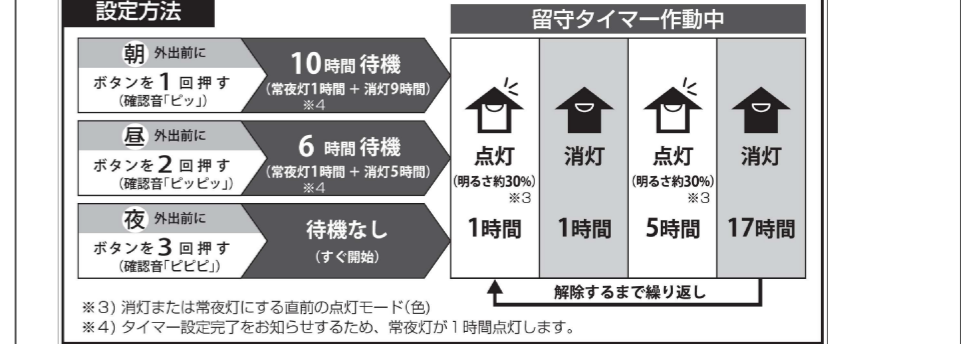 設定方法
留守タイマー作動中
朝 外出前に
ボタンを1回押す
(確認音「ピッ」)
10時間待機
(常夜灯1時間 + 消灯9時間)
※4
昼 外出前に
ボタンを2回押す
(確認音「ピッピッ」)
6時間待機
(常夜灯1時間 + 消灯5時間)
※4
夜 外出前に
ボタンを3回押す
(確認音「ピピピ」)
待機なし
(すぐ開始)
点灯
(明るさ約30%)
※3
1時間
消灯
1時間
点灯
(明るさ約30%)
※3
5時間
消灯
17時間
解除するまで繰り返し
※3) 消灯または常夜灯にする直前の点灯モード(色)
※4) タイマー設定完了をお知らせするため、常夜灯が1時間点灯します。